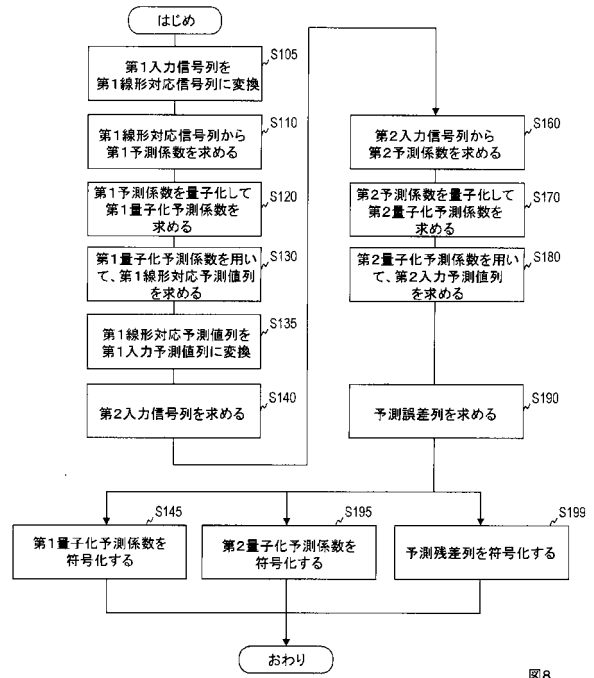 はじめ
S105
第1入力信号列を
第1線形対応信号列に変換
S110
第1線形対応信号列から
第1予測係数を求める
S120
第1予測係数を量子化して
第1量子化予測係数を
求める
S130
第1量子化予測係数を用い
て、第1線形対応予測値列
を求める
S135
第1線形対応予測値列を
第1入力予測値列に変換
S140
第2入力信号列を求める
S160
第2入力信号列から
第2予測係数を求める
S170
第2予測係数を量子化して
第2量子化予測係数を
求める
S180
第2量子化予測係数を用い
て、第2入力予測値列
を求める
S190
予測誤差列を求める
S145
第1量子化予測係数を
符号化する
S195
第2量子化予測係数を
符号化する
S199
予測残差列を符号化する
おわり
図8